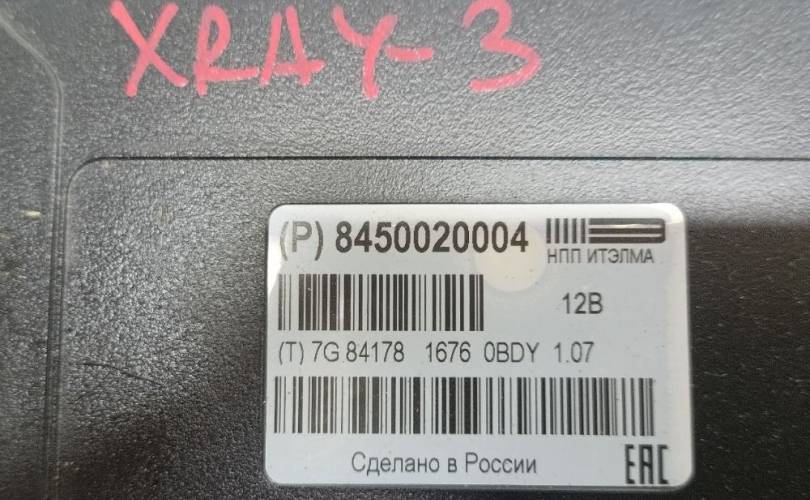 XRAY-3
(P) 8450020004
НПП ИТЭЛМА
12В
(T) 7G 84178 1676 0BDY 1.07
Сделано в России
EAC